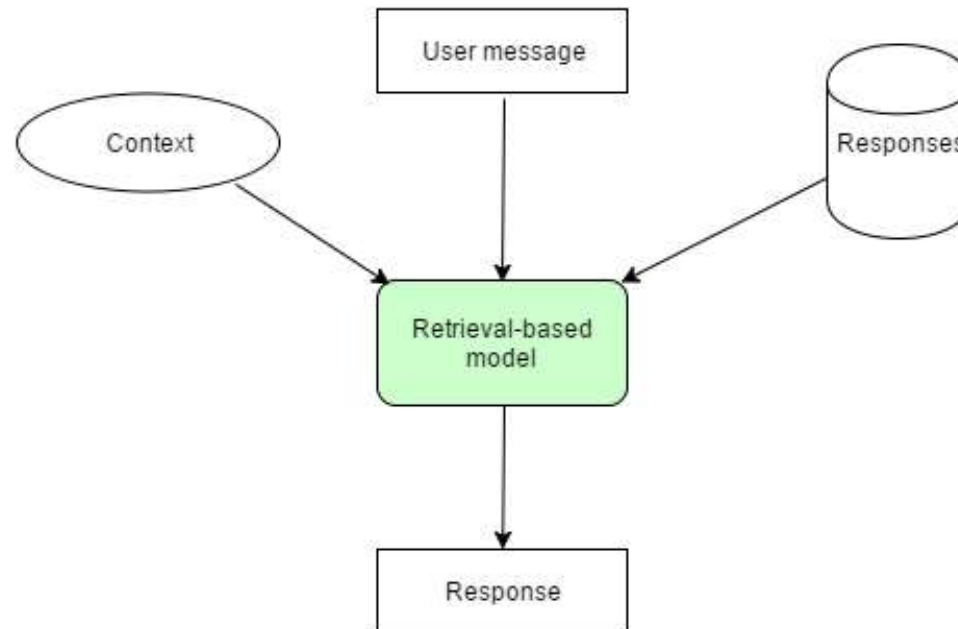 User message
Context
Responses
Retrieval-based
model
Response